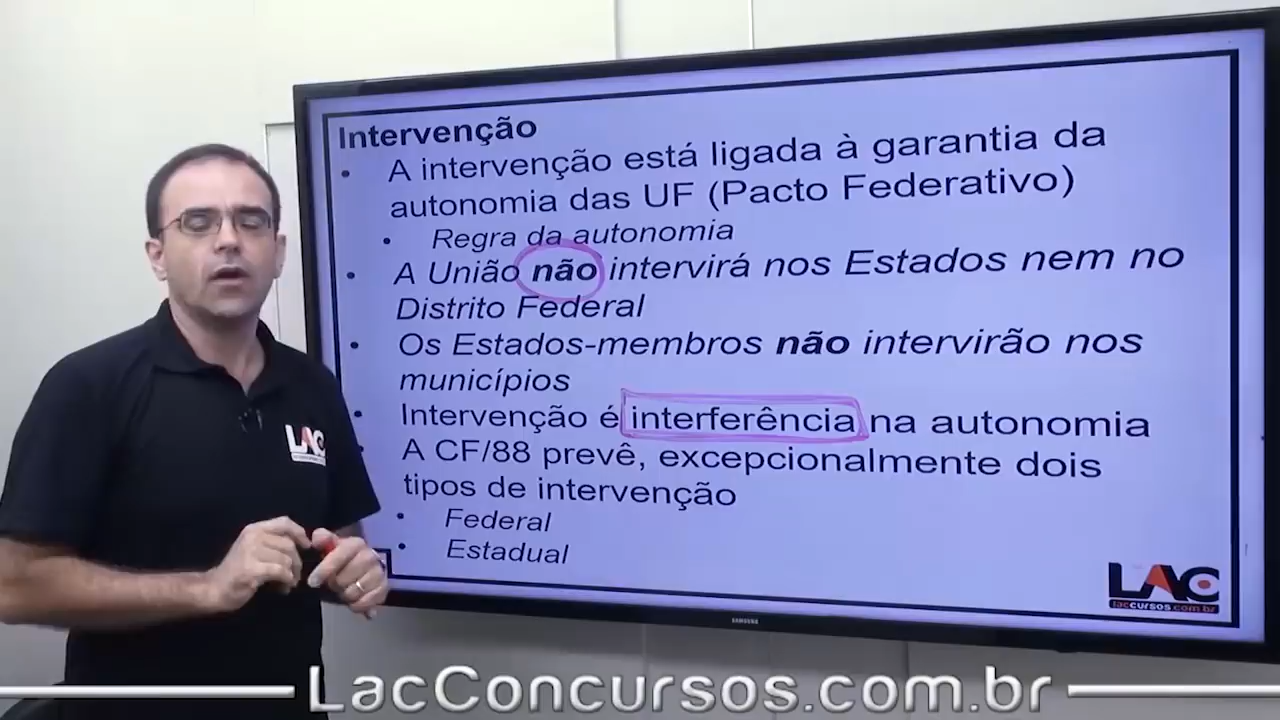 Intervenção
• A intervenção está ligada à garantia da
autonomia das UF (Pacto Federativo)
• Regra da autonomia
• A União não intervirá nos Estados nem no
Distrito Federal
• Os Estados-membros não intervirão nos
municípios
• Intervenção é interferência na autonomia
• A CF/88 prevê, excepcionalmente dois
tipos de intervenção
• Federal
• Estadual
LAC
LAC
laccursos.com.br
SAMSUNG
LacConcursos.com.br